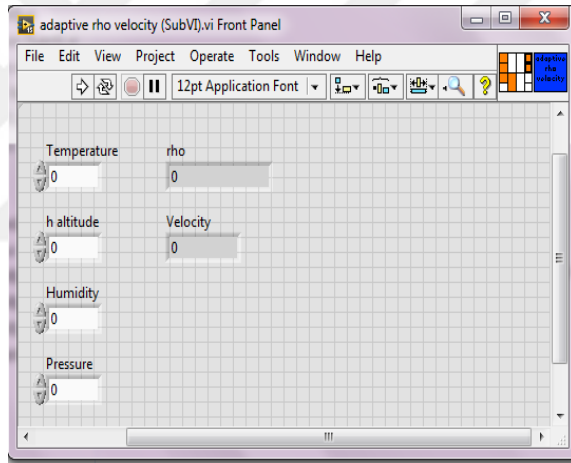 adaptive rho velocity (SubVI).vi Front Panel
File Edit View Project Operate Tools Window Help
12pt Application Font
adaptive
rho
velocity
Temperature rho
0 0
h altitude Velocity
0 0
Humidity
0
Pressure
0